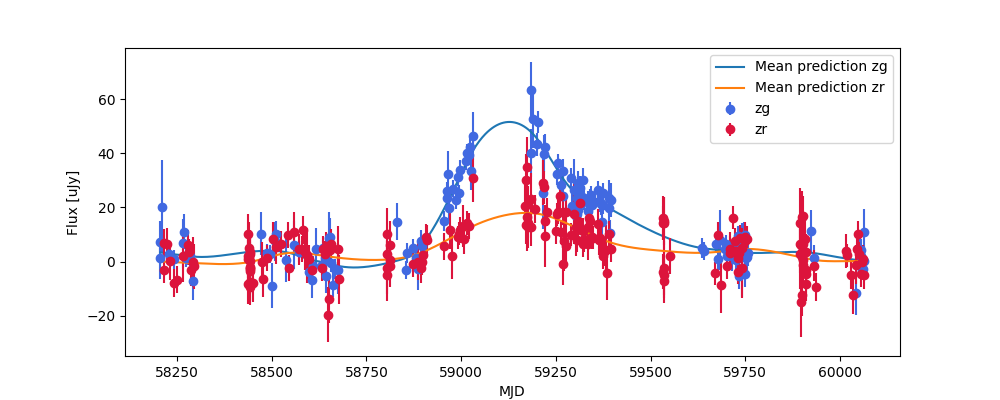 Mean prediction zg
Mean prediction zr
zg
zr
60
40
20
0
−20
Flux [uJy]
58250 58500 58750 59000 59250 59500 59750 60000
MJD